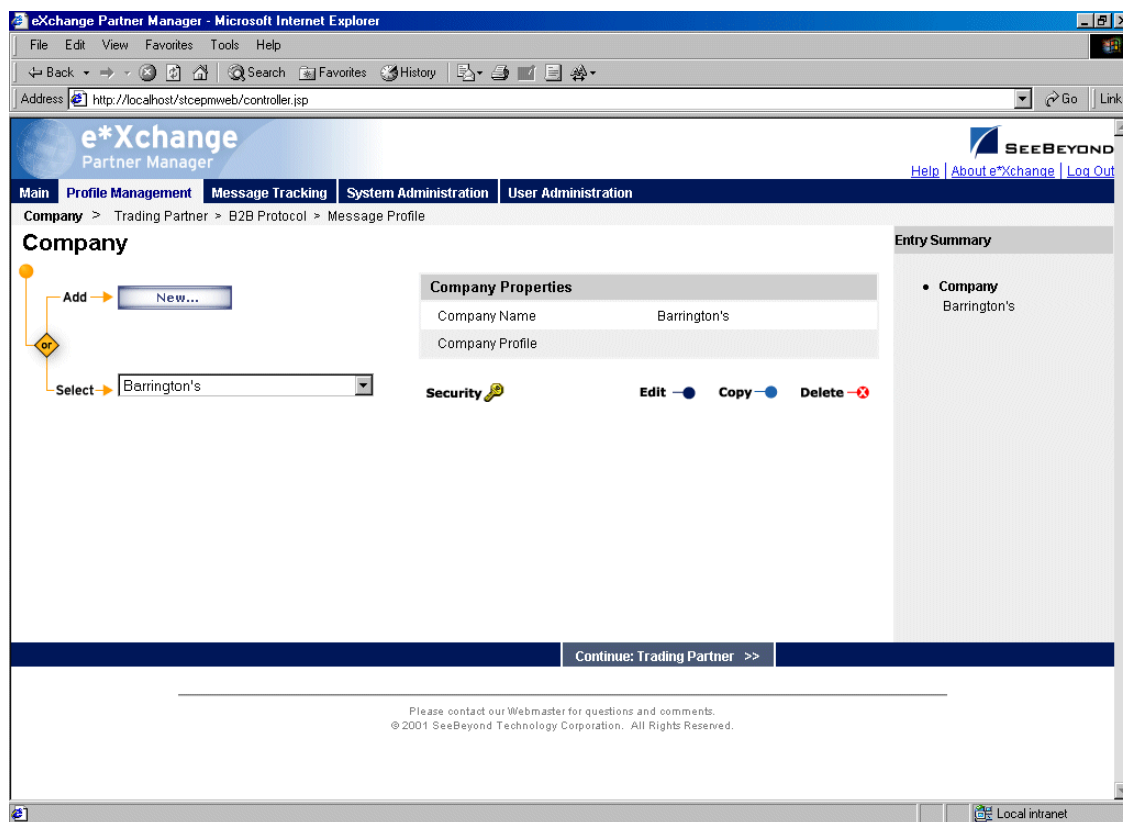 eXchange Partner Manager - Microsoft Internet Explorer
File Edit View Favorites Tools Help
Back Search Favorites History
Address http://localhost/stcepmweb/controller.jsp Go Link
e*Xchange
Partner Manager
SEEBEYOND
Help | About e*Xchange | Log Out
Main Profile Management Message Tracking System Administration User Administration
Company > Trading Partner > B2B Protocol > Message Profile
Company
Entry Summary
Add New...
Company Properties
• Company
Company Name Barrington's
Barrington's
Company Profile
or
Select Barrington's
Security Edit Copy Delete
Continue: Trading Partner >>
Please contact our Webmaster for questions and comments.
© 2001 SeeBeyond Technology Corporation. All Rights Reserved.
Local intranet